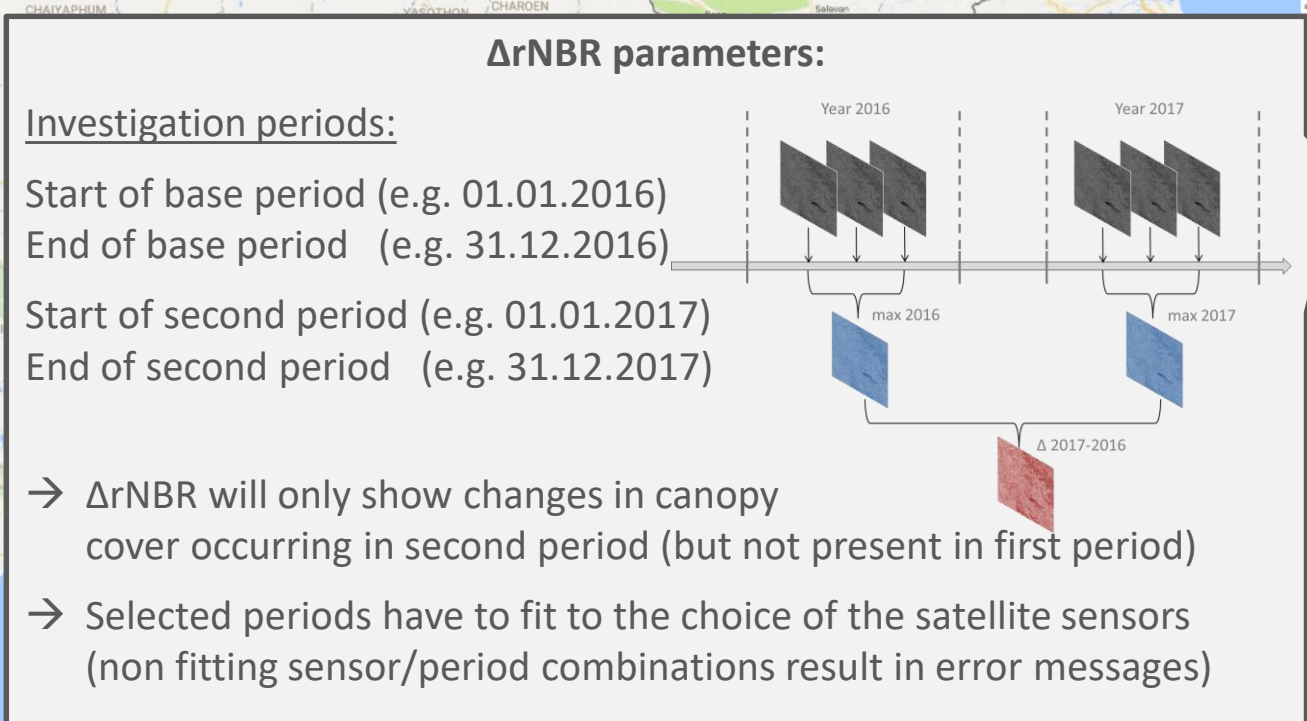 CHAIYAPHUM
YASOTHON
CHAROEN
Salavan
ΔrNBR parameters:
Investigation periods:
Start of base period (e.g. 01.01.2016)
End of base period (e.g. 31.12.2016)
Start of second period (e.g. 01.01.2017)
End of second period (e.g. 31.12.2017)
Year 2016
Year 2017
max 2016
max 2017
Δ 2017-2016
→ ΔrNBR will only show changes in canopy
cover occurring in second period (but not present in first period)
→ Selected periods have to fit to the choice of the satellite sensors
(non fitting sensor/period combinations result in error messages)